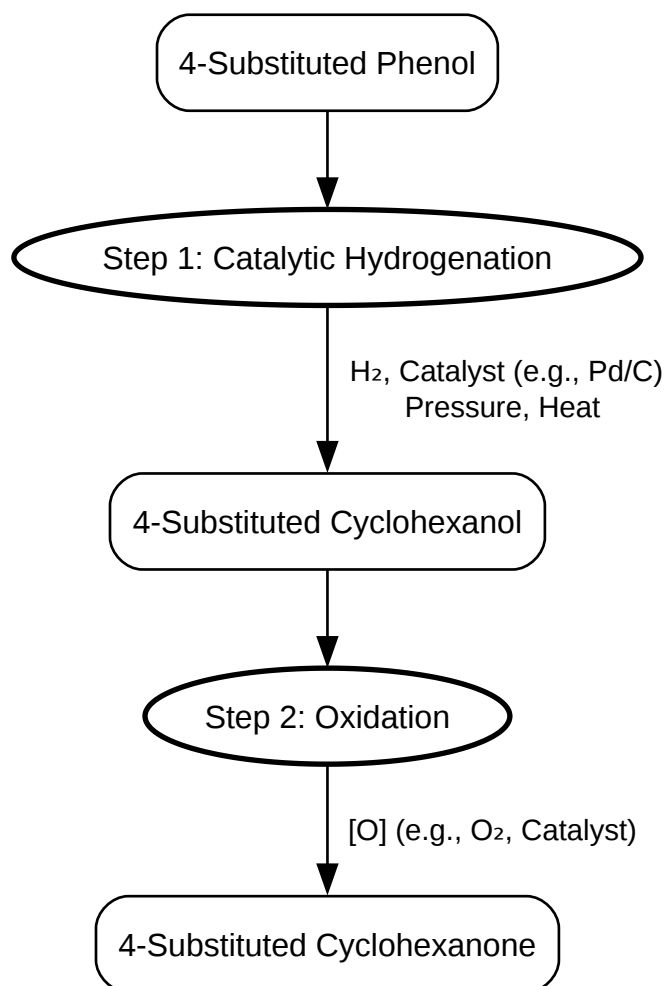 4-Substituted Phenol
Step 1: Catalytic Hydrogenation
H₂, Catalyst (e.g., Pd/C)
Pressure, Heat
4-Substituted Cyclohexanol
Step 2: Oxidation
[O] (e.g., O₂, Catalyst)
4-Substituted Cyclohexanone